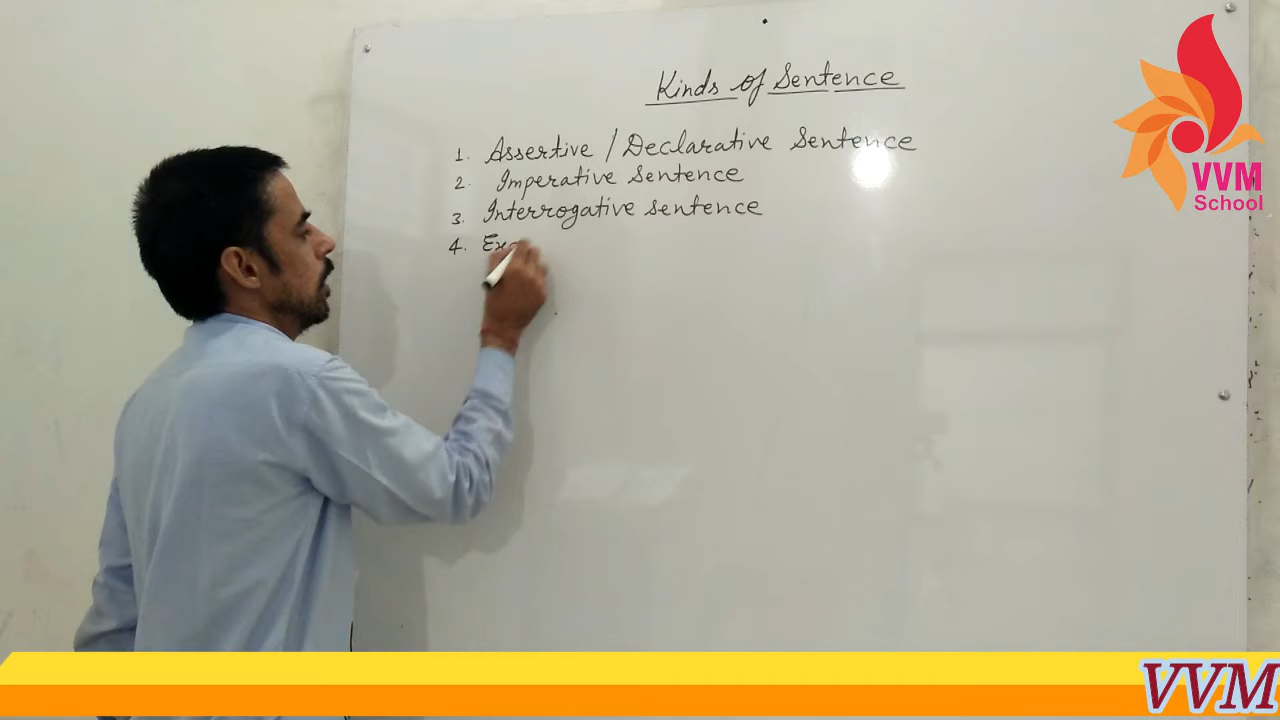 Kinds of Sentence
1. Assertive / Declarative Sentence
2. Imperative Sentence
3. Interrogative sentence
4. Ex
VVM
School
VVM